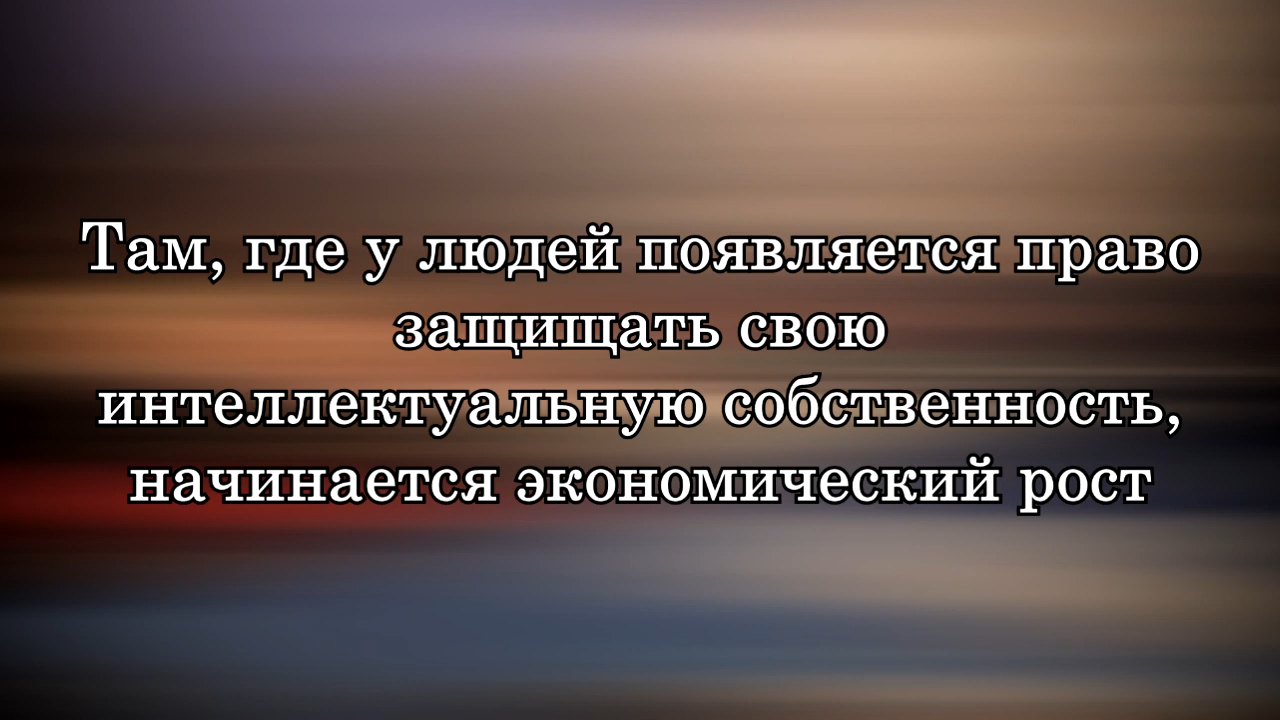 Там, где у людей появляется право
защищать свою
интеллектуальную собственность,
начинается экономический рост